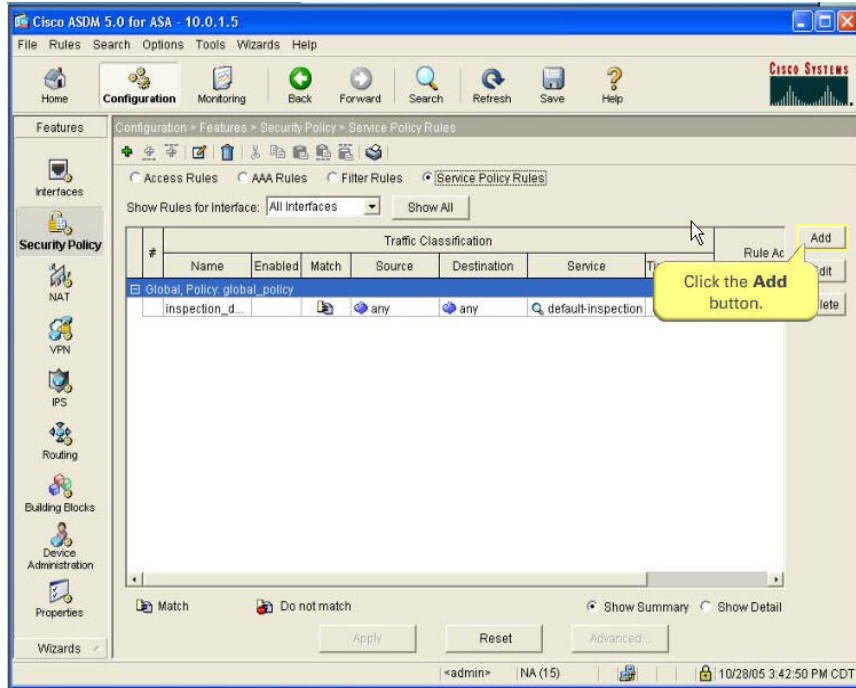 Cisco ASDM 5.0 for ASA - 10.0.1.5
File Rules Search Options Tools Wizards Help
Home Configuration Monitoring Back Forward Search Refresh Save Help
CISCO SYSTEMS
Features
Configuration > Features > Security Policy > Service Policy Rules
Interfaces
Security Policy
NAT
VPN
IPS
Routing
Building Blocks
Device Administration
Properties
Wizards
Access Rules AAA Rules Filter Rules Service Policy Rules
Show Rules for Interface: All Interfaces Show All
Traffic Classification
# Name Enabled Match Source Destination Service
Rule Ac
Add
Click the Add
button.
Global, Policy: global_policy
inspection_d... any any default-inspection
Match Do not match Show Summary Show Detail
Apply Reset Advanced...
<admin> NA (15) 10/28/05 3:42:50 PM CDT